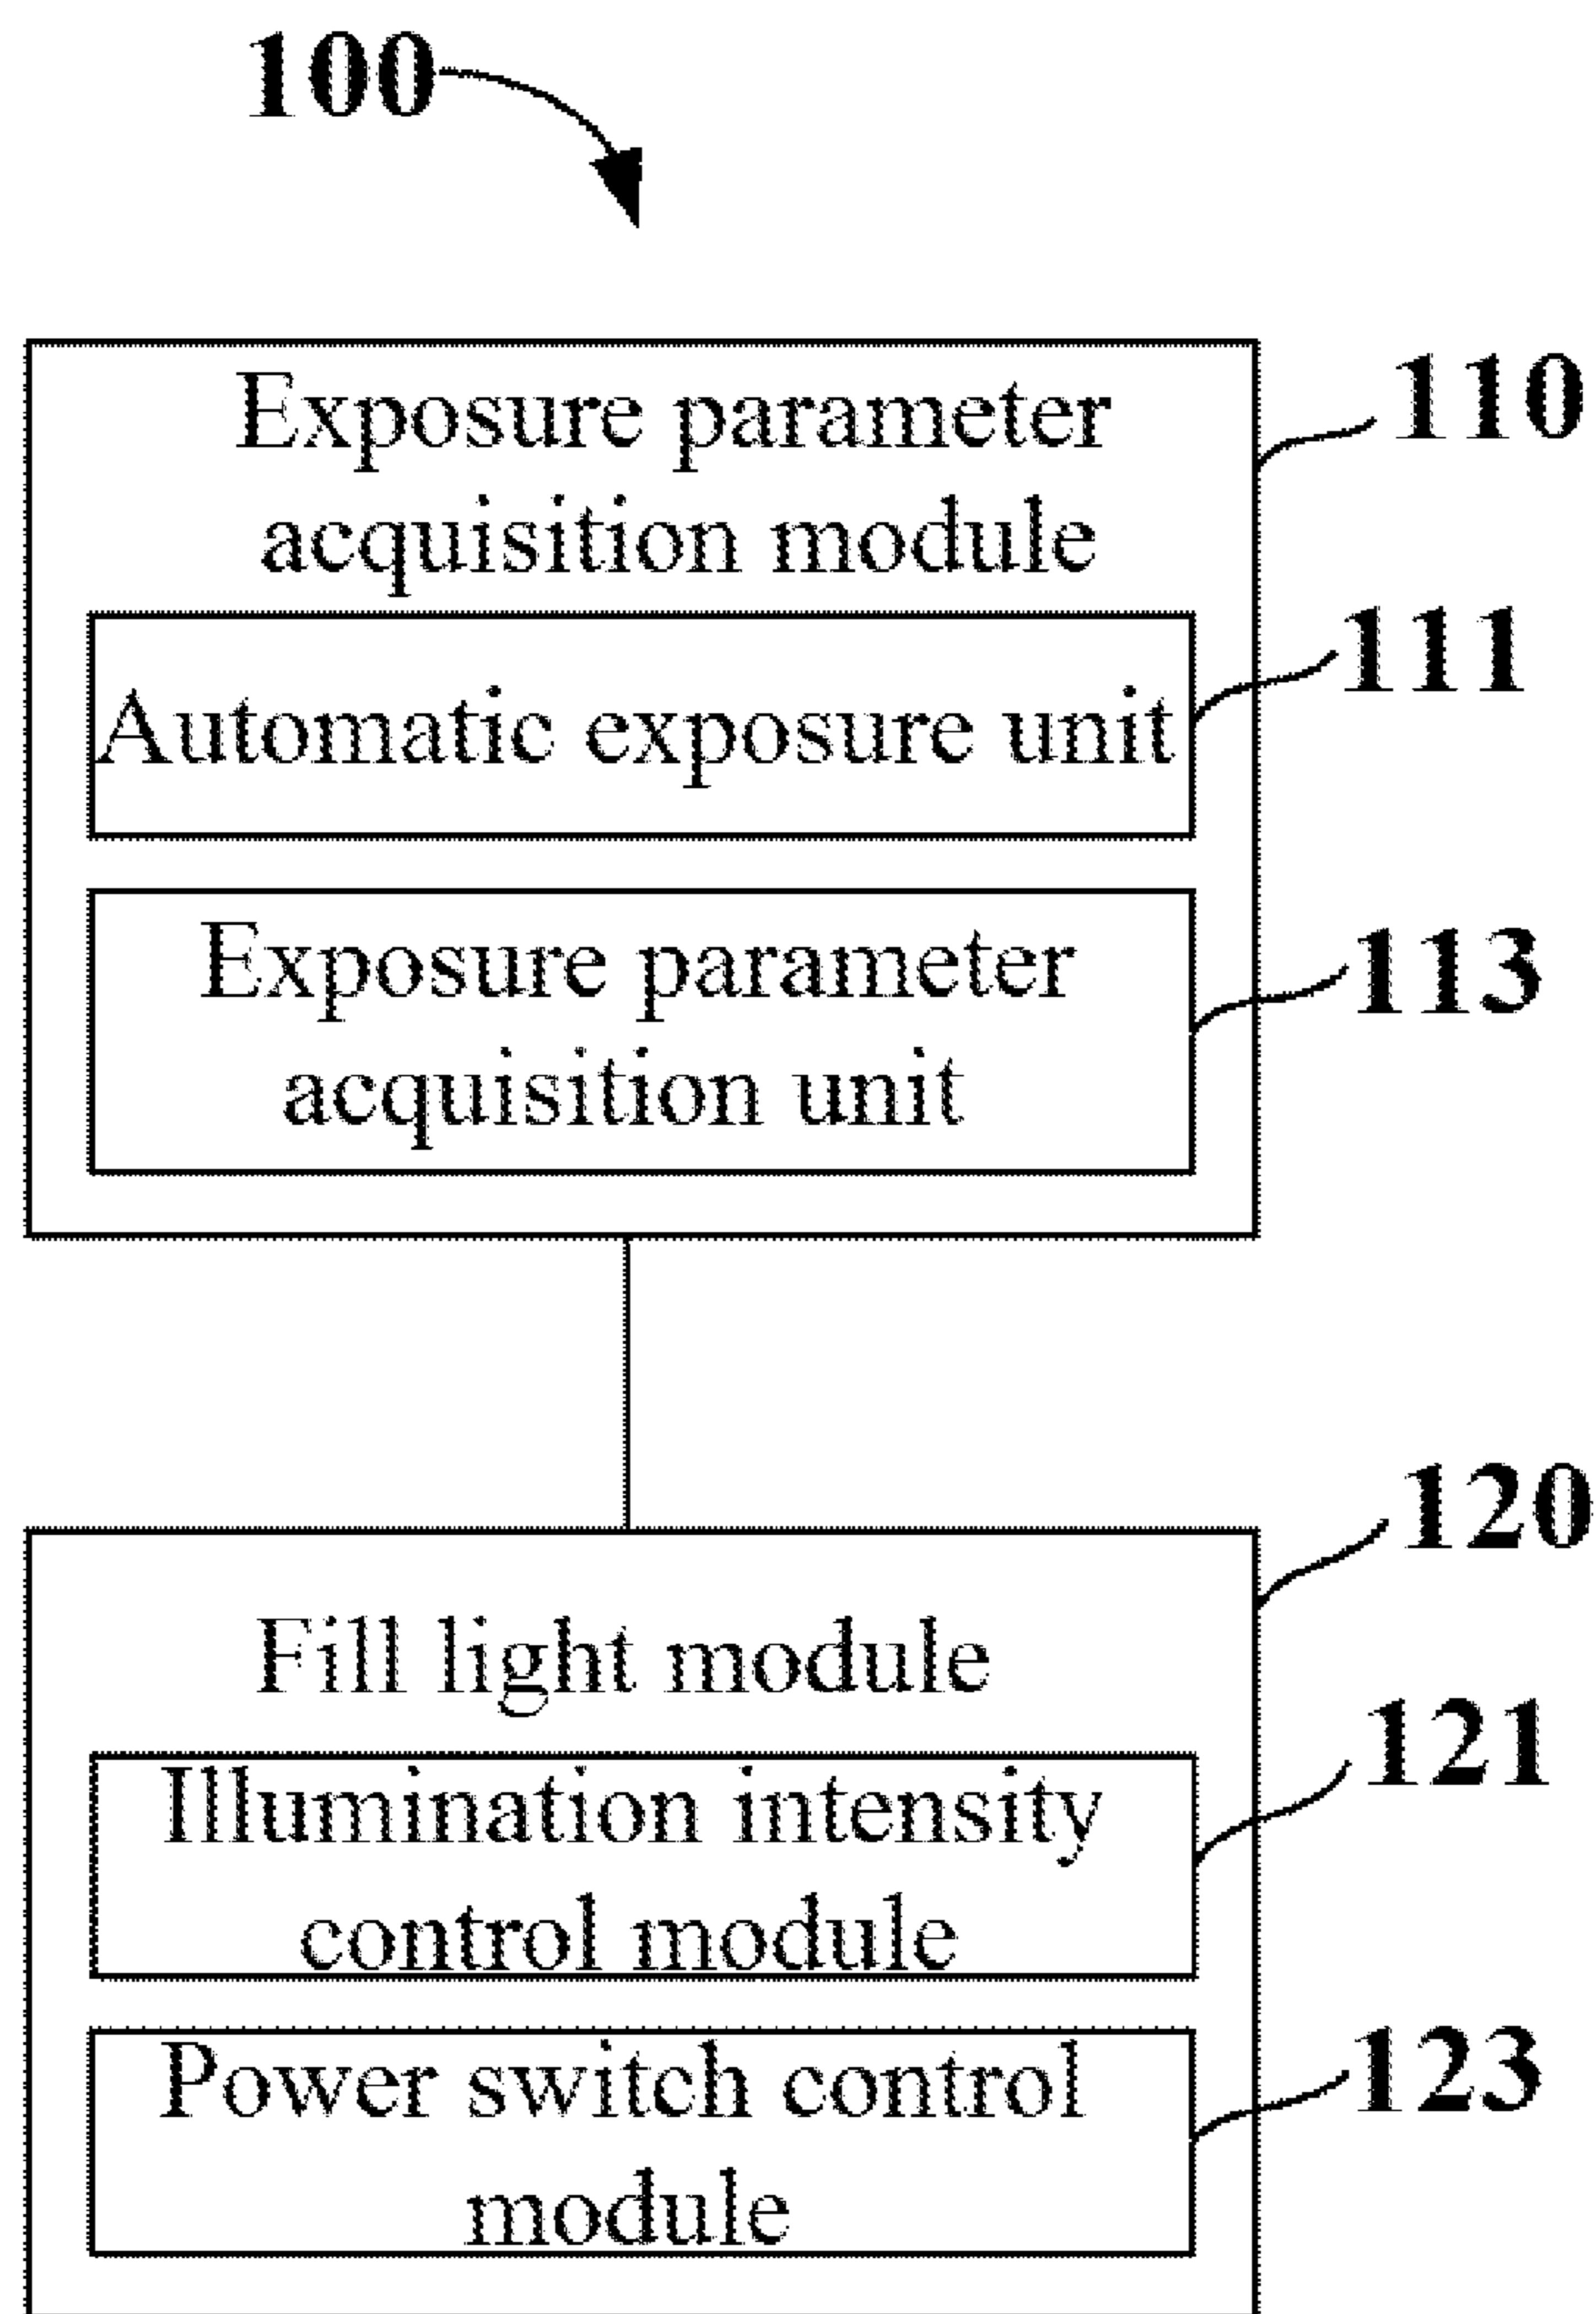 100
Exposure parameter
acquisition module
110
Automatic exposure unit
111
Exposure parameter
acquisition unit
113
Fill light module
120
Illumination intensity
control module
121
Power switch control
module
123